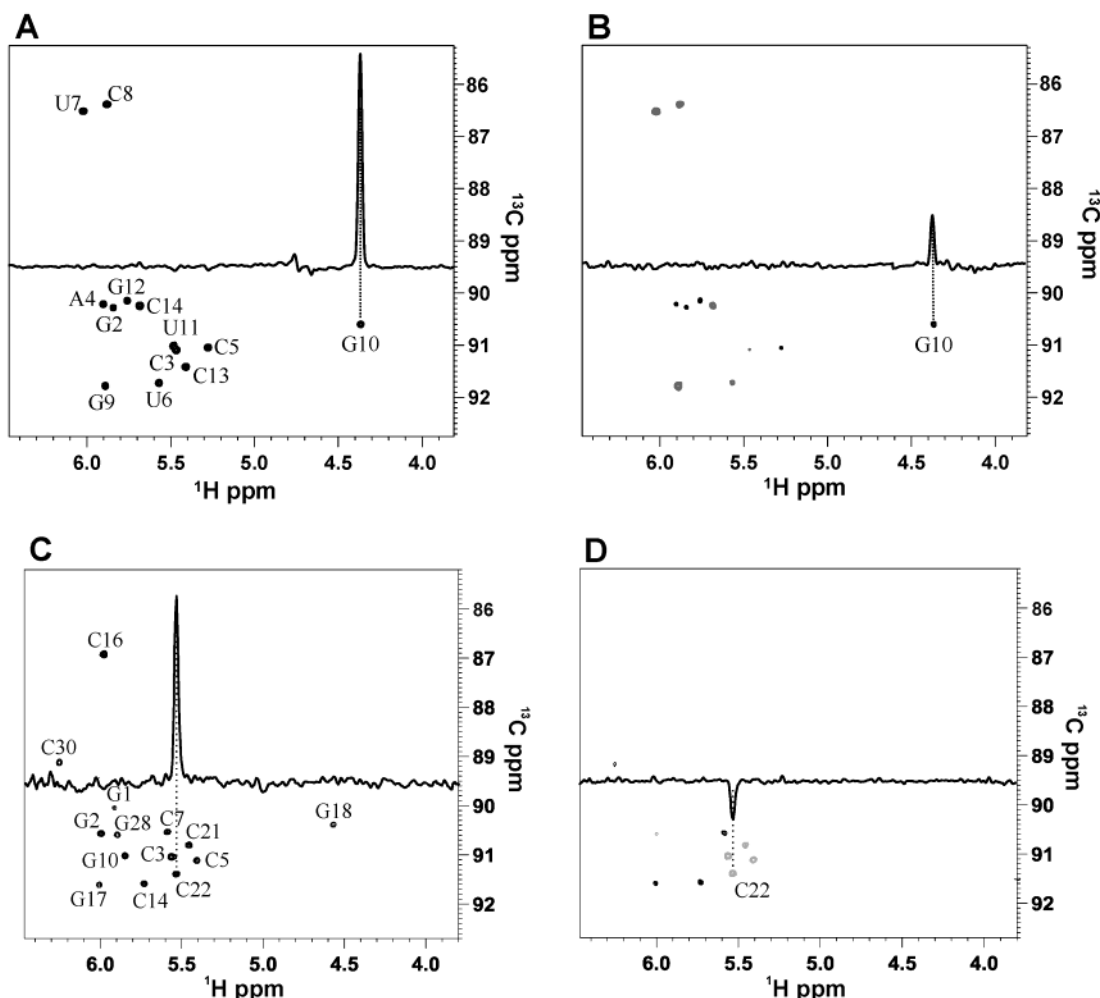 A
B
U7
C8
86
87
88
89
90
91
92
¹³C ppm
A4
G12
C14
G2
U11
C5
G10
C3
C13
G9
U6
6.0
5.5
5.0
4.5
4.0
¹H ppm
86
87
88
89
90
91
92
¹³C ppm
G10
6.0
5.5
5.0
4.5
4.0
¹H ppm
C
D
C16
C30
86
87
88
89
90
91
92
¹³C ppm
G1
G2
G28
C7
C21
G18
G10
C3
C5
G17
C14
C22
6.0
5.5
5.0
4.5
4.0
¹H ppm
86
87
88
89
90
91
92
¹³C ppm
C22
6.0
5.5
5.0
4.5
4.0
¹H ppm